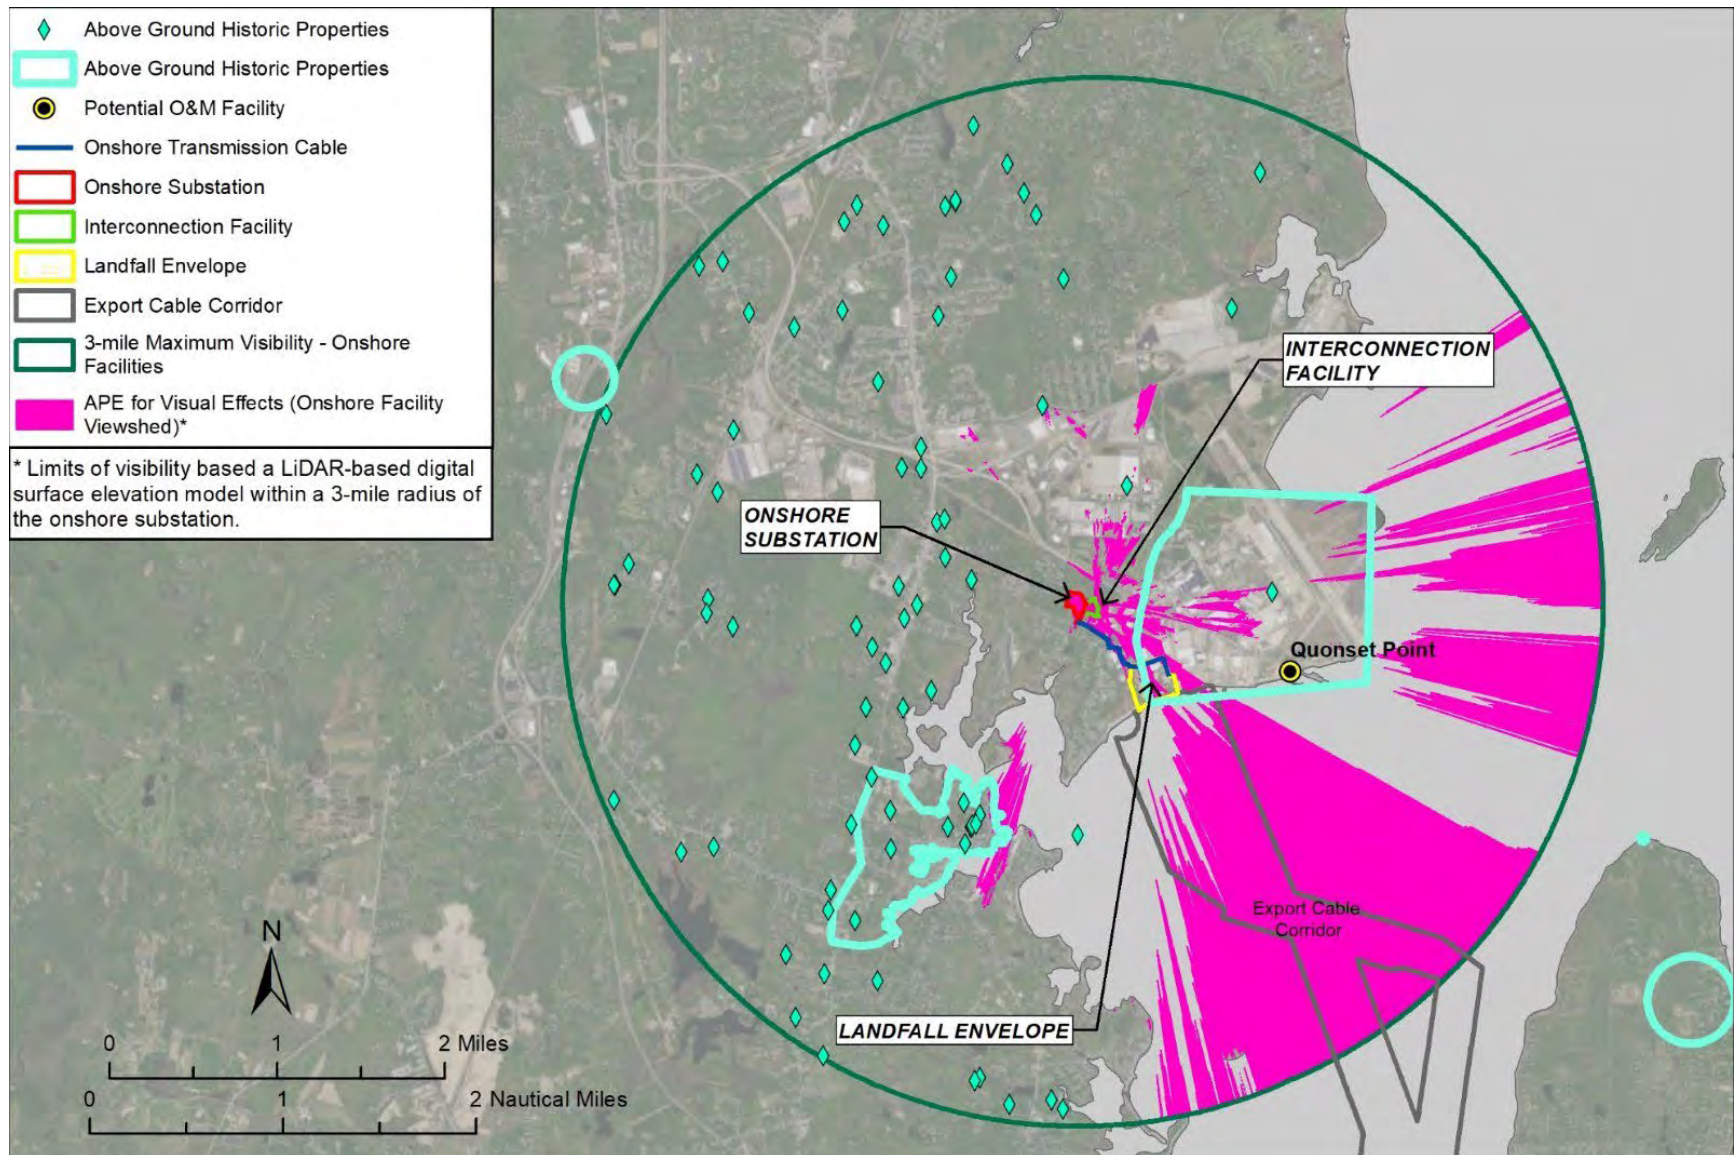 Above Ground Historic Properties
Above Ground Historic Properties
Potential O&M Facility
Onshore Transmission Cable
Onshore Substation
Interconnection Facility
Landfall Envelope
Export Cable Corridor
3-mile Maximum Visibility - Onshore
Facilities
APE for Visual Effects (Onshore Facility
Viewshed)*
* Limits of visibility based a LiDAR-based digital
surface elevation model within a 3-mile radius of
the onshore substation.
INTERCONNECTION
FACILITY
ONSHORE
SUBSTATION
Quonset Point
Export Cable
Corridor
LANDFALL ENVELOPE
N
0 1 2 Miles
0 1 2 Nautical Miles